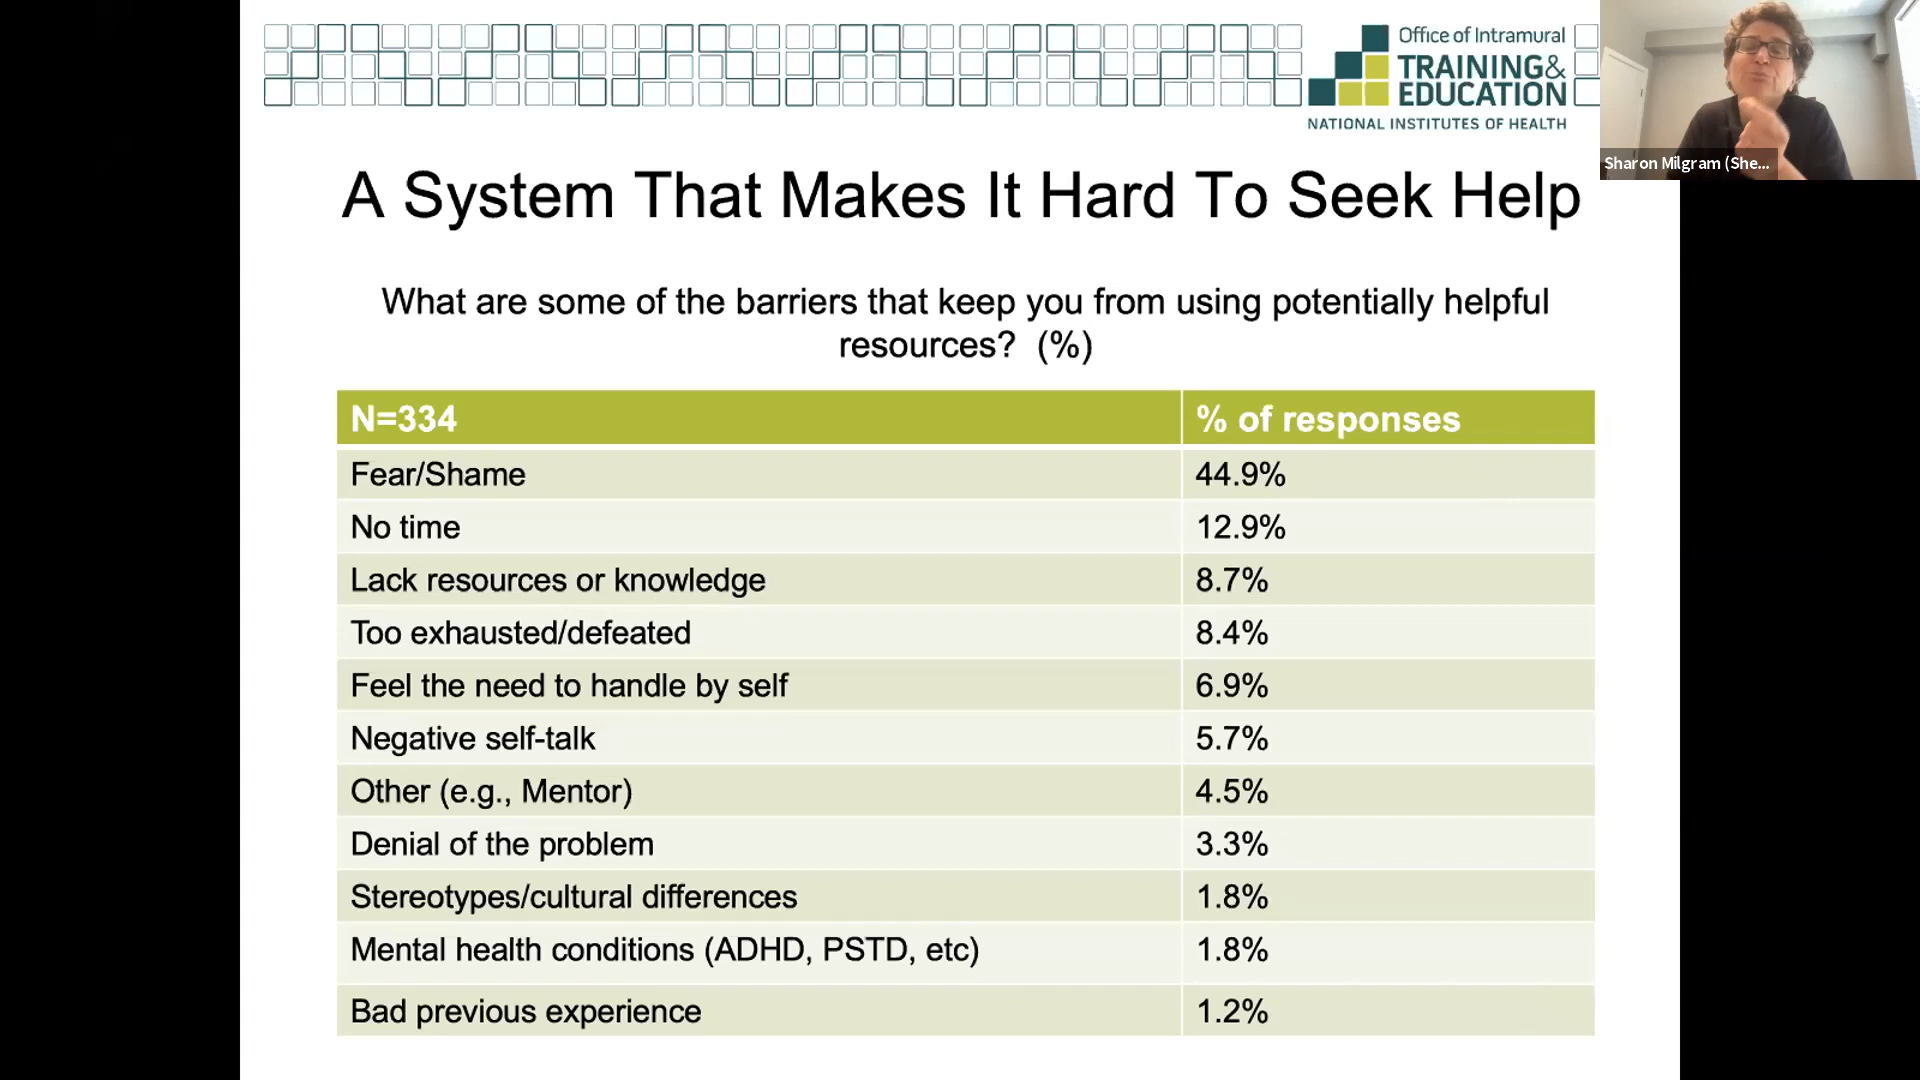 Office of Intramural
TRAINING&
EDUCATION
NATIONAL INSTITUTES OF HEALTH
Sharon Milgram (She...
A System That Makes It Hard To Seek Help
What are some of the barriers that keep you from using potentially helpful
resources? (%)
N=334 % of responses
Fear/Shame 44.9%
No time 12.9%
Lack resources or knowledge 8.7%
Too exhausted/defeated 8.4%
Feel the need to handle by self 6.9%
Negative self-talk 5.7%
Other (e.g., Mentor) 4.5%
Denial of the problem 3.3%
Stereotypes/cultural differences 1.8%
Mental health conditions (ADHD, PSTD, etc) 1.8%
Bad previous experience 1.2%